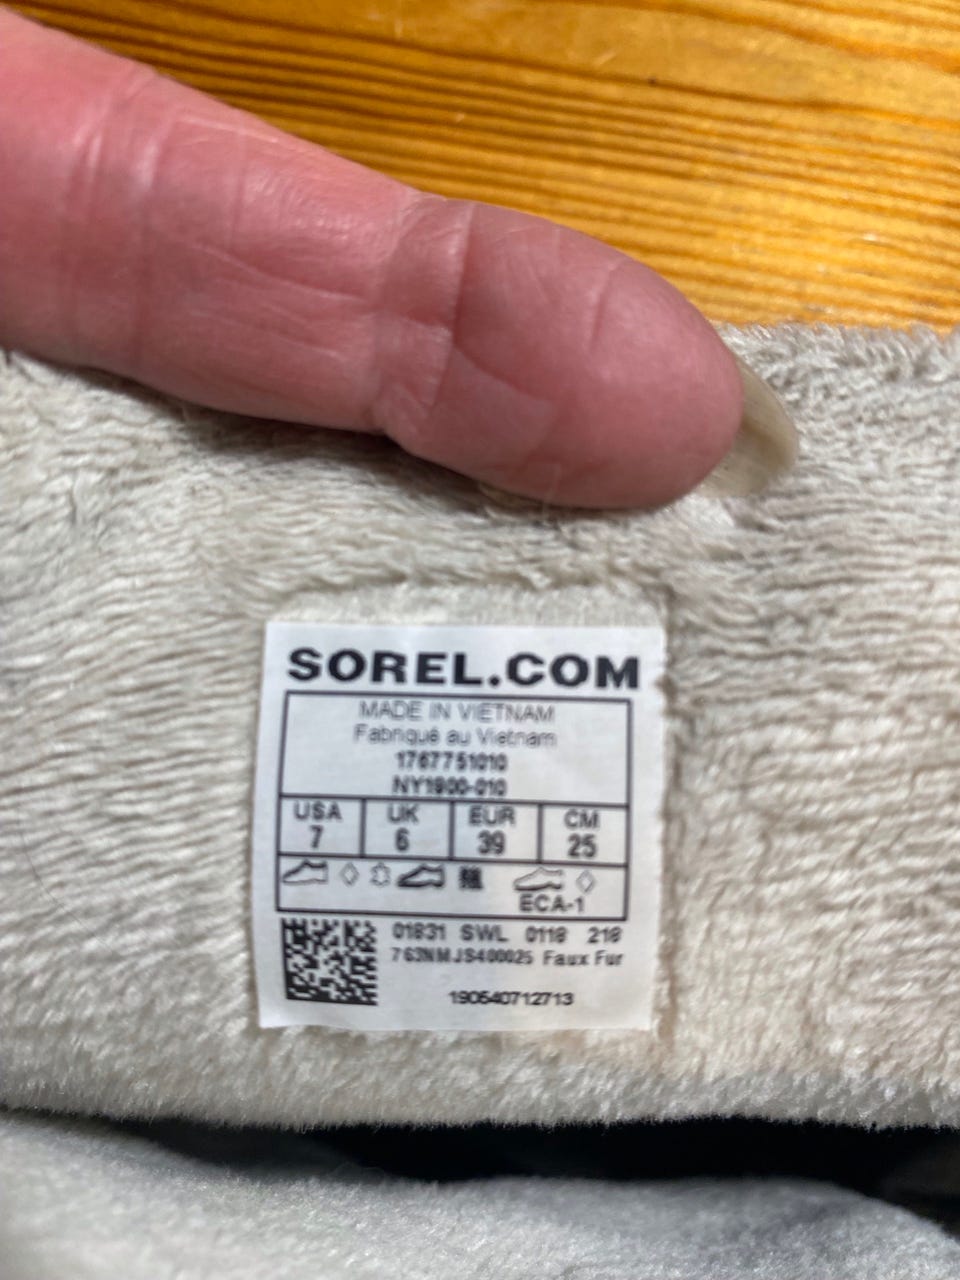 SOREL.COM
MADE IN VIETNAM
Fabriqué au Vietnam
1767751010
NY1800-010
USA UK EUR CM
7 6 39 25
ECA-1
01831 SWL 0118 218
763NMJS400025 Faux Fur
190540712713